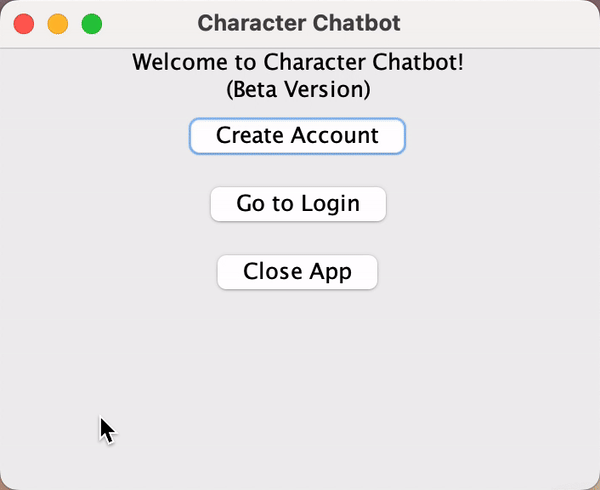 Character Chatbot
Welcome to Character Chatbot!
(Beta Version)
Create Account
Go to Login
Close App